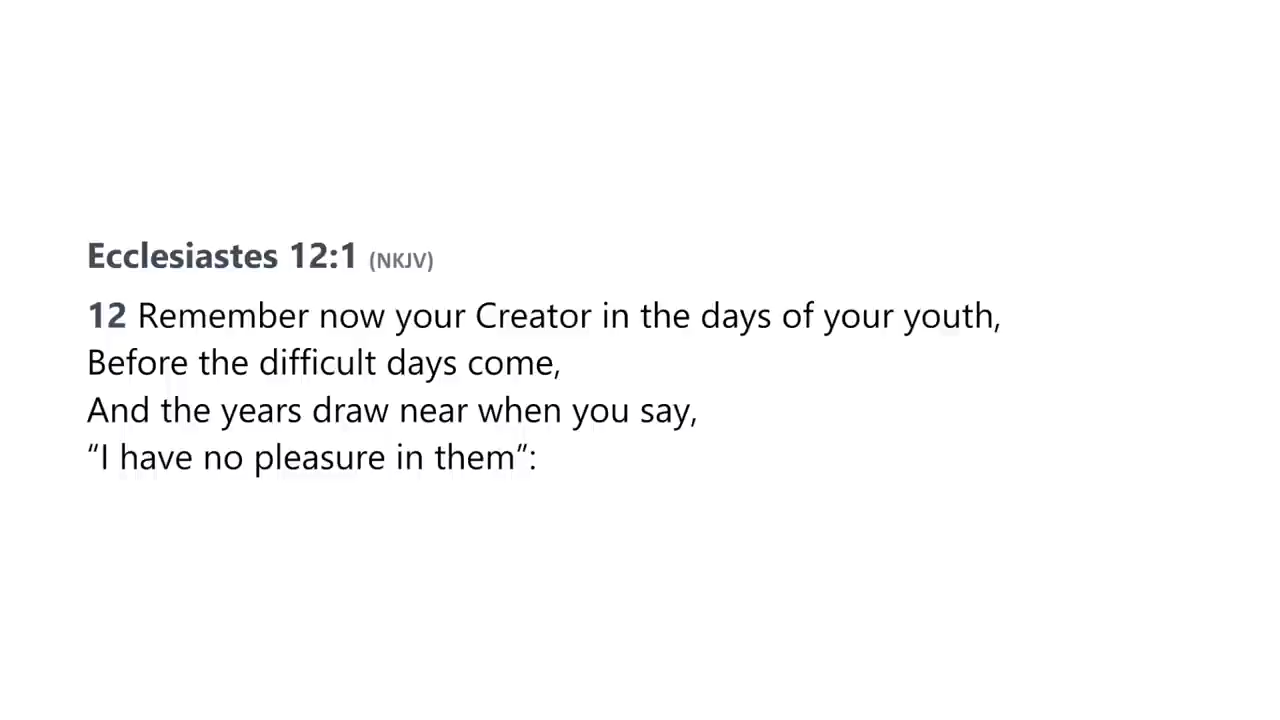 Ecclesiastes 12:1 (NKJV)
12 Remember now your Creator in the days of your youth,
Before the difficult days come,
And the years draw near when you say,
“I have no pleasure in them”: